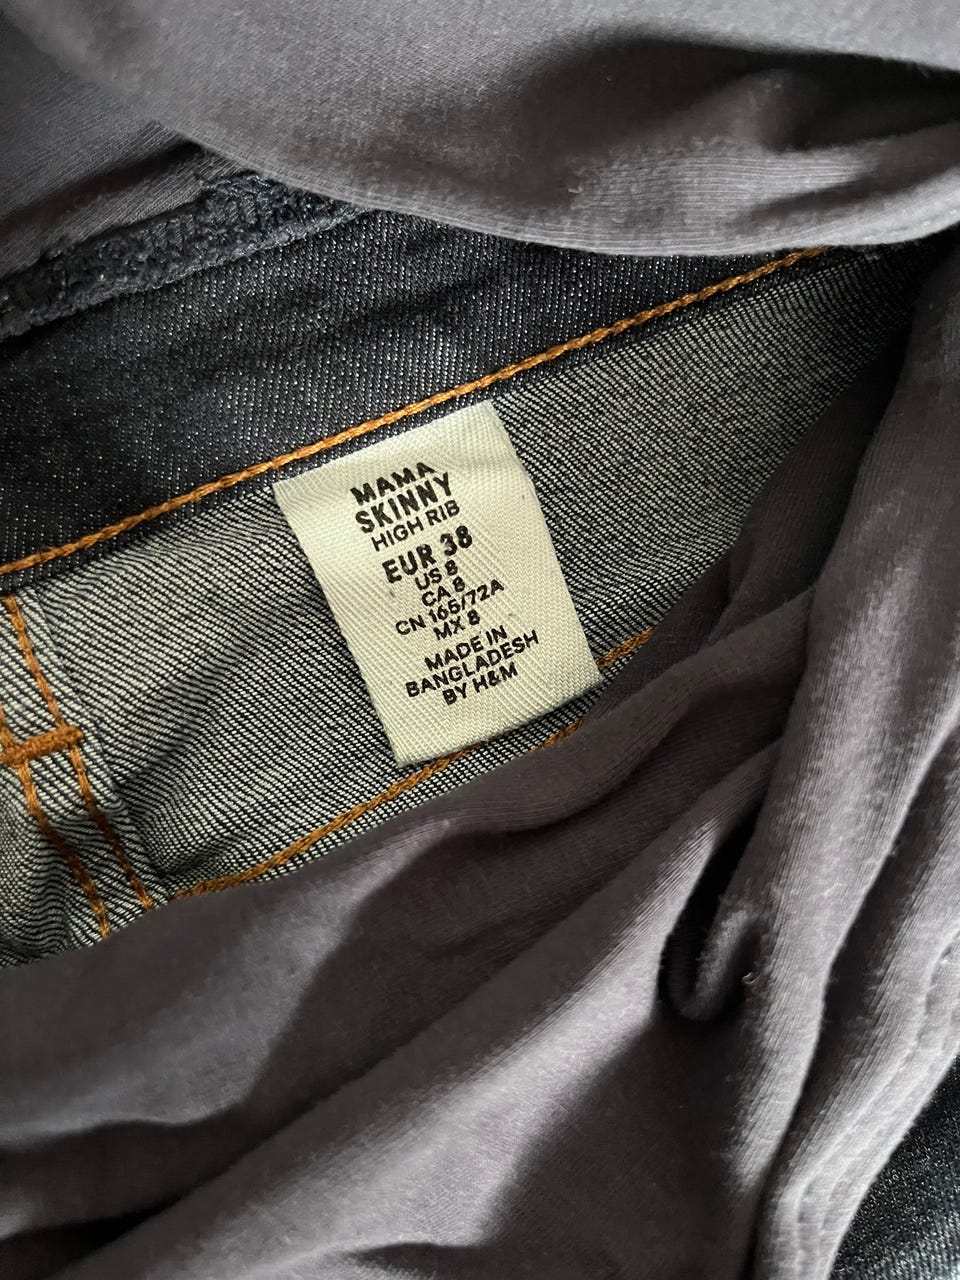 MAMA
SKINNY
HIGH RIB
EUR 38
US 8
CA 8
CN 165/72A
MX 8
MADE IN
BANGLADESH
BY H&M